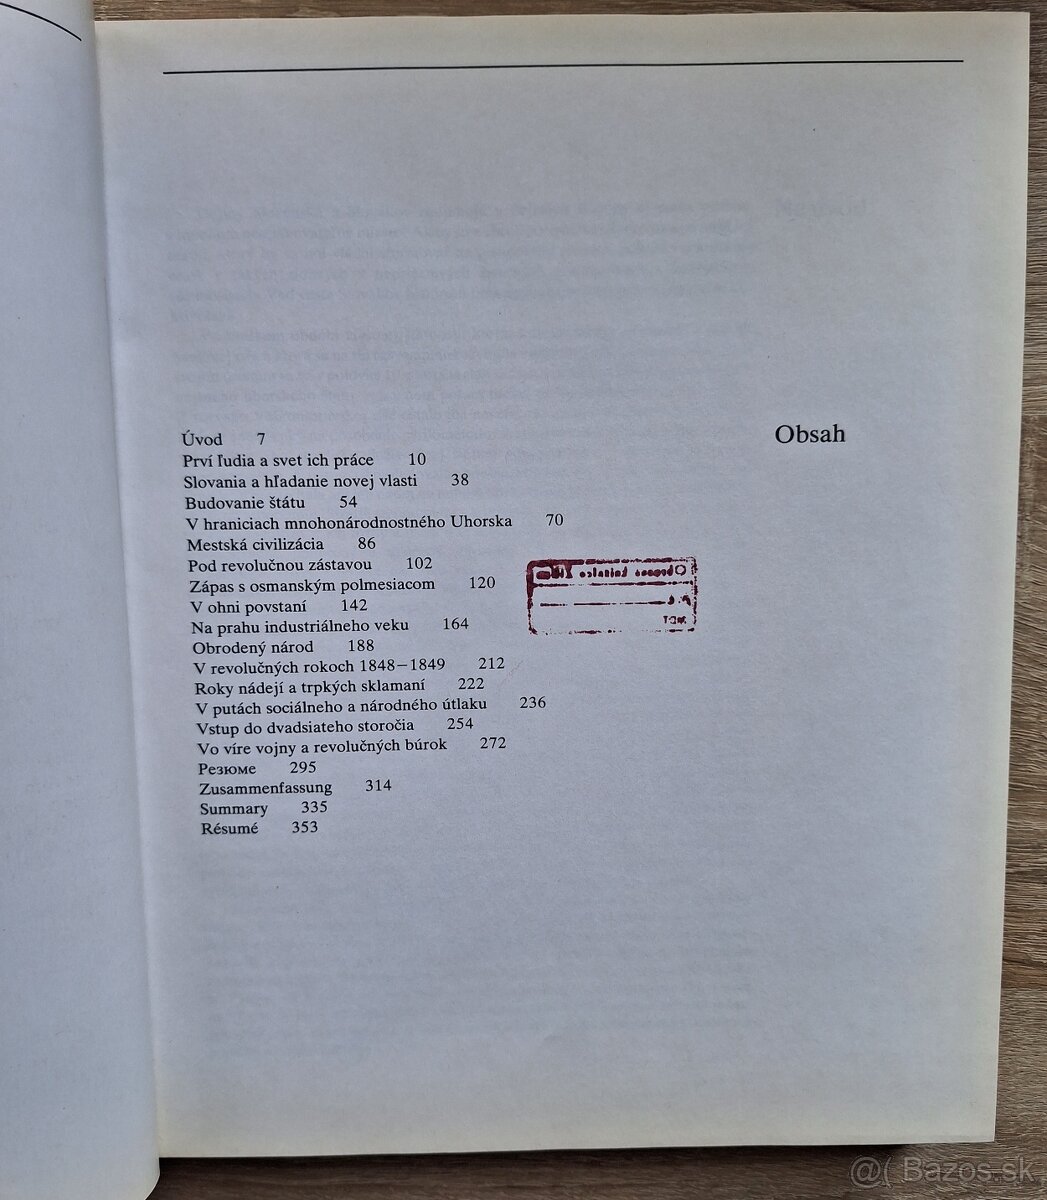 Obsah
Úvod 7
Prví ľudia a svet ich práce 10
Slovania a hľadanie novej vlasti 38
Budovanie štátu 54
V hraniciach mnohonárodnostného Uhorska 70
Mestská civilizácia 86
Pod revolučnou zástavou 102
Zápas s osmanským polmesiacom 120
V ohni povstaní 142
Na prahu industriálneho veku 164
Obrodený národ 188
V revolučných rokoch 1848—1849 212
Roky nádejí a trpkých sklamaní 222
V putách sociálneho a národného útlaku 236
Vstup do dvadsiateho storočia 254
Vo víre vojny a revolučných búrok 272
Резюме 295
Zusammenfassung 314
Summary 335
Résumé 353
@( Bazos.sk